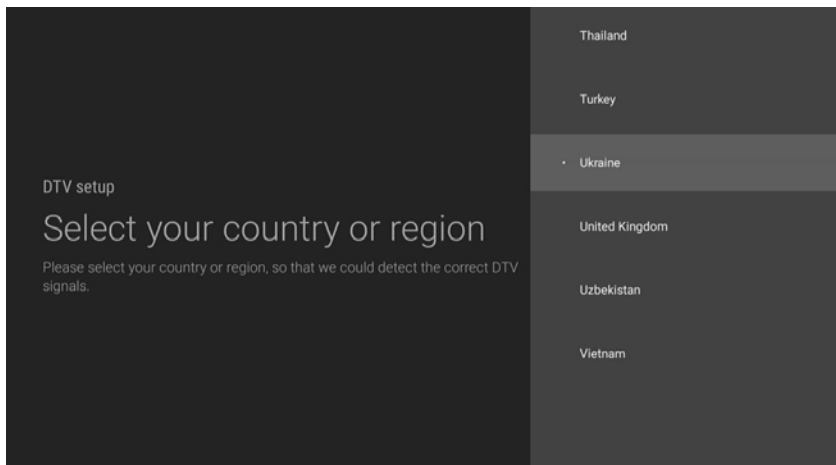 DTV setup
Select your country or region
Please select your country or region, so that we could detect the correct DTV
signals.
Thailand
Turkey
Ukraine
United Kingdom
Uzbekistan
Vietnam